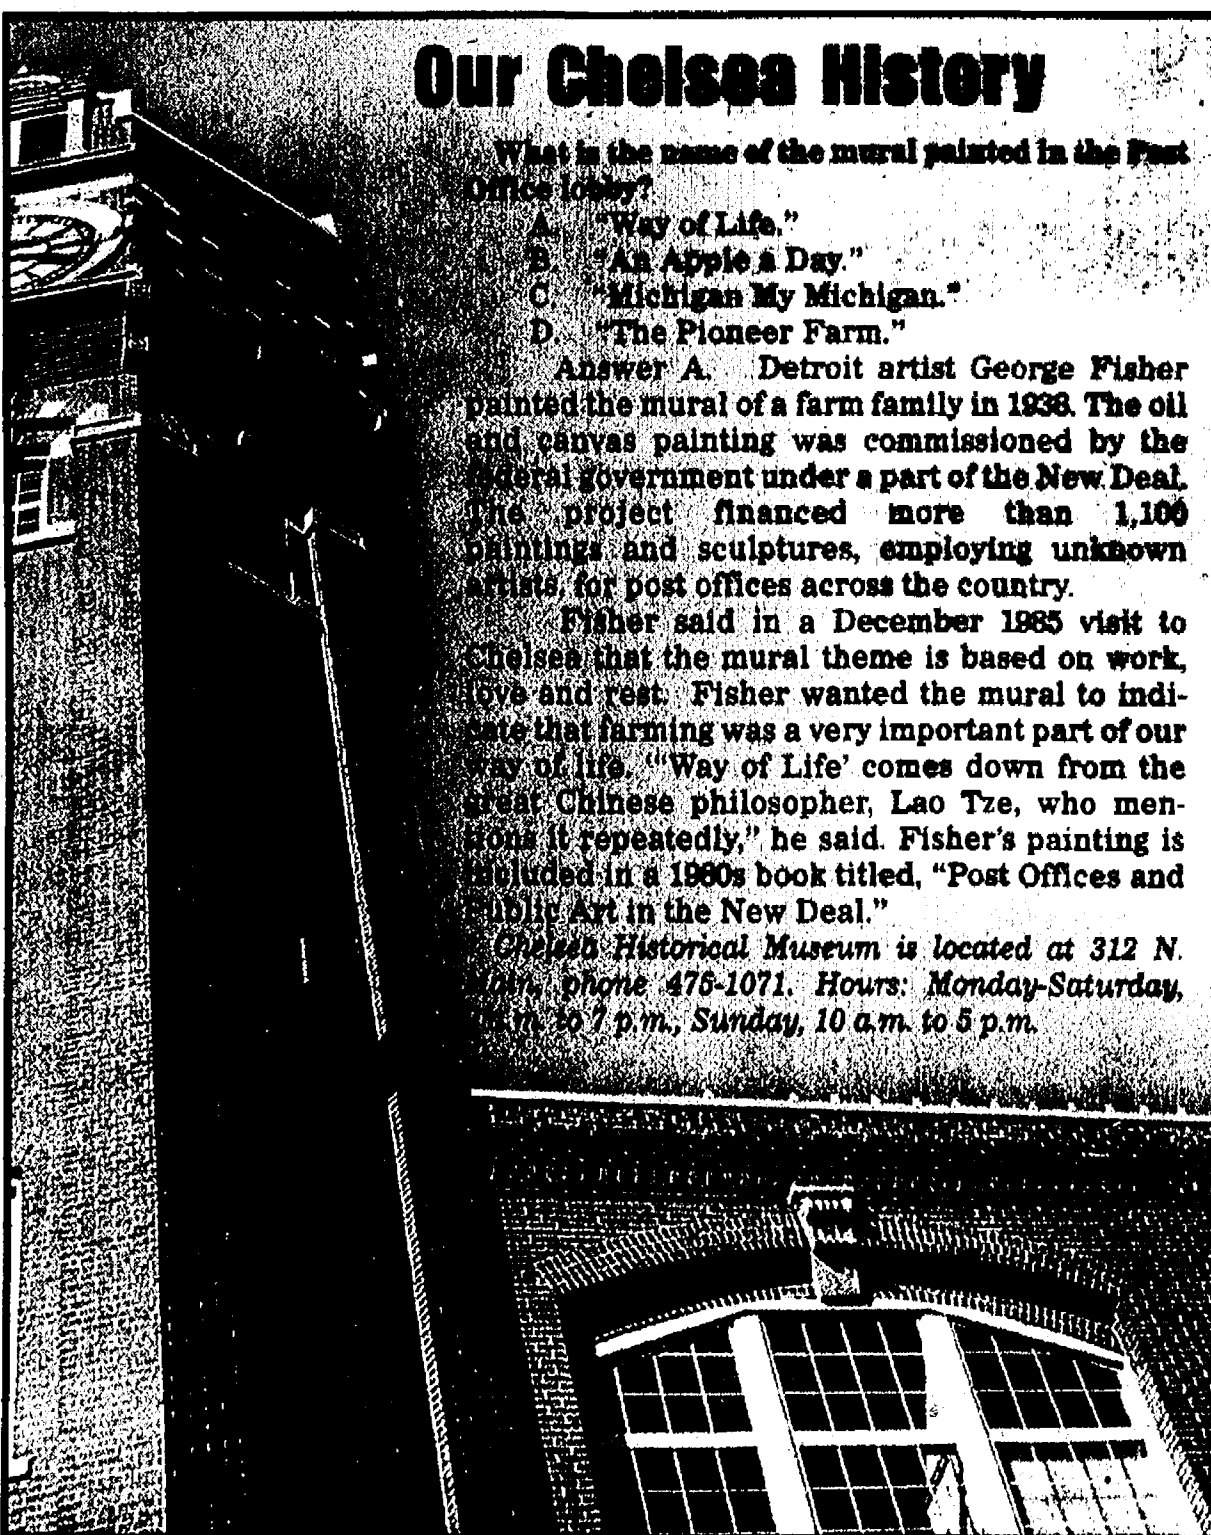 Our Chelsea History
What is the name of the mural painted in the Post
Office lobby?
A. "Way of Life."
B. "An Apple a Day."
C. "Michigan My Michigan."
D. "The Pioneer Farm."
Answer A. Detroit artist George Fisher
painted the mural of a farm family in 1938. The oil
and canvas painting was commissioned by the
federal government under a part of the New Deal.
The project financed more than 1,100
paintings and sculptures, employing unknown
artists, for post offices across the country.
Fisher said in a December 1985 visit to
Chelsea that the mural theme is based on work,
love and rest. Fisher wanted the mural to indi-
cate that farming was a very important part of our
way of life. "'Way of Life' comes down from the
great Chinese philosopher, Lao Tze, who men-
tions it repeatedly," he said. Fisher's painting is
included in a 1980s book titled, "Post Offices and
Public Art in the New Deal."
Chelsea Historical Museum is located at 312 N.
Main, phone 475-1071. Hours: Monday-Saturday,
to 7 p.m., Sunday, 10 a.m. to 5 p.m.